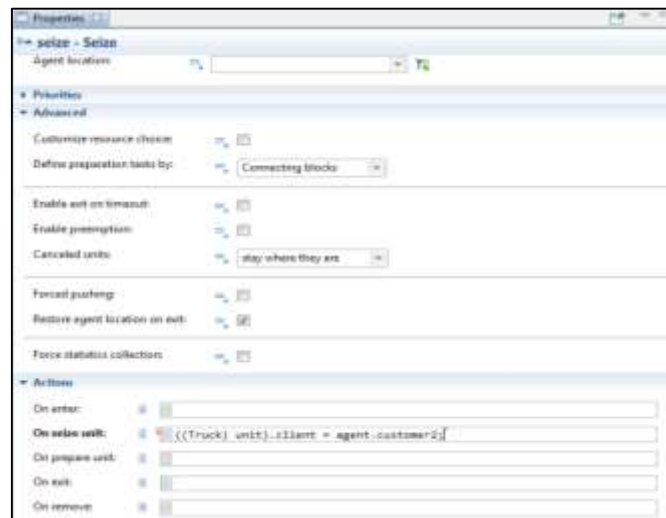 Properties
seize - Seize
Agent location:
Priorities
Advanced
Customize resource choice:
Define preparation tasks by: Connecting blocks
Enable exit on timeout:
Enable preemption:
Canceled units: stay where they are
Forced pushing:
Restore agent location on exit:
Force statistics collection:
Actions
On enter:
On seize unit: ((Truck) unit).client = agent.customer2;
On prepare unit:
On exit:
On remove: